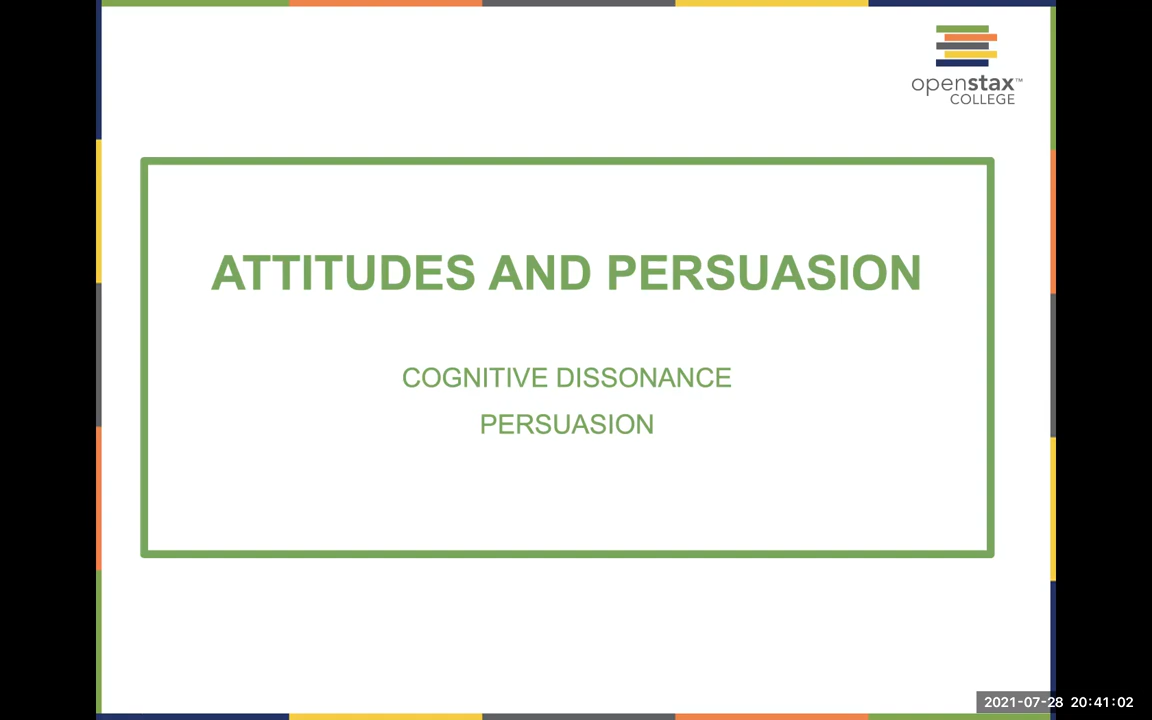 openstax™
COLLEGE
ATTITUDES AND PERSUASION
COGNITIVE DISSONANCE
PERSUASION
2021-07-28 20:41:02